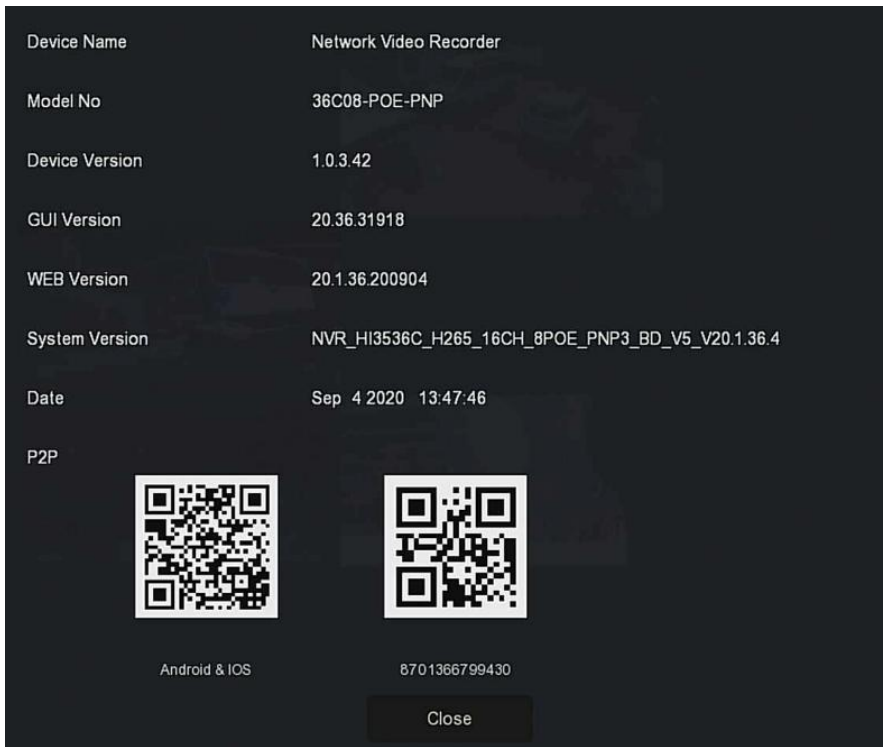 Device Name Network Video Recorder
Model No 36C08-POE-PNP
Device Version 1.0.3.42
GUI Version 20.36.31918
WEB Version 20.1.36.200904
System Version NVR_HI3536C_H265_16CH_8POE_PNP3_BD_V5_V20.1.36.4
Date Sep 4 2020 13:47:46
P2P
Android & IOS 8701366799430
Close